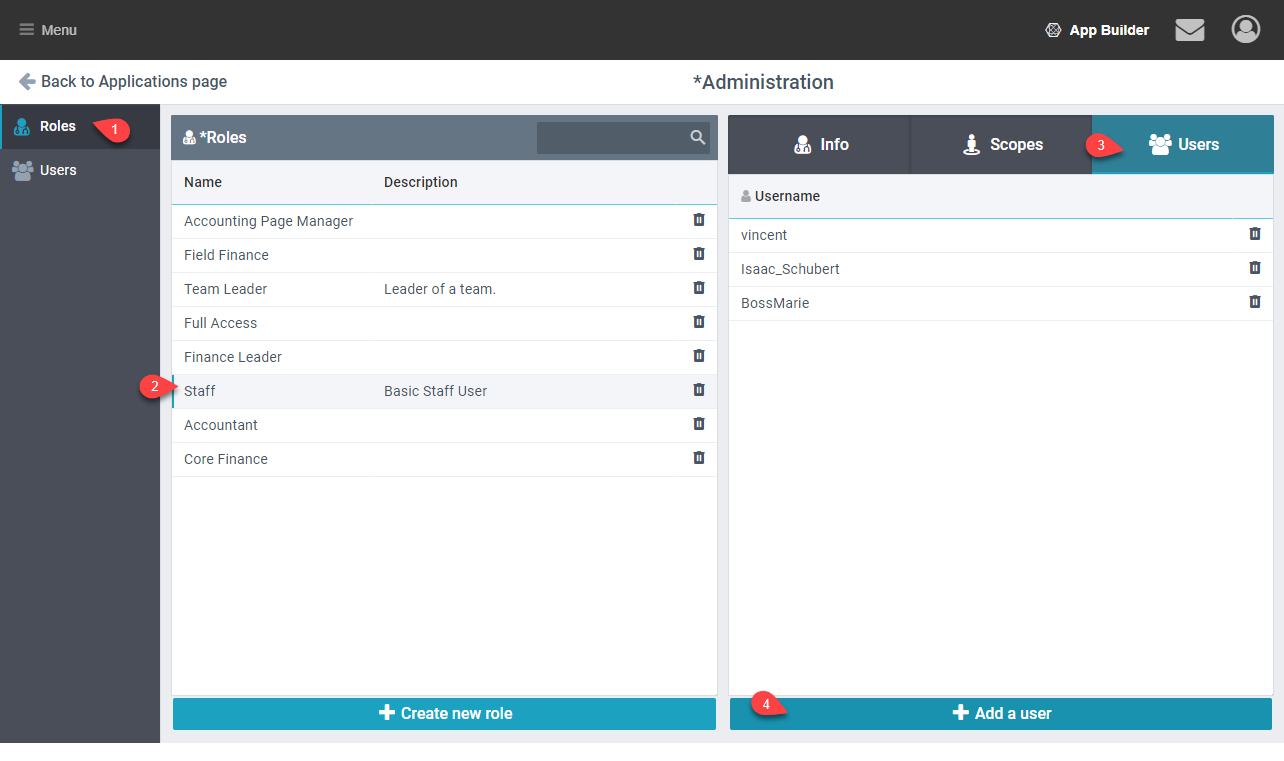 Menu
App Builder
Back to Applications page
*Administration
Roles
1
Users
*Roles
Name Description
Accounting Page Manager
Field Finance
Team Leader Leader of a team.
Full Access
Finance Leader
2
Staff Basic Staff User
Accountant
Core Finance
Create new role
Info
Scopes
3
Users
Username
vincent
Isaac_Schubert
BossMarie
4
Add a user